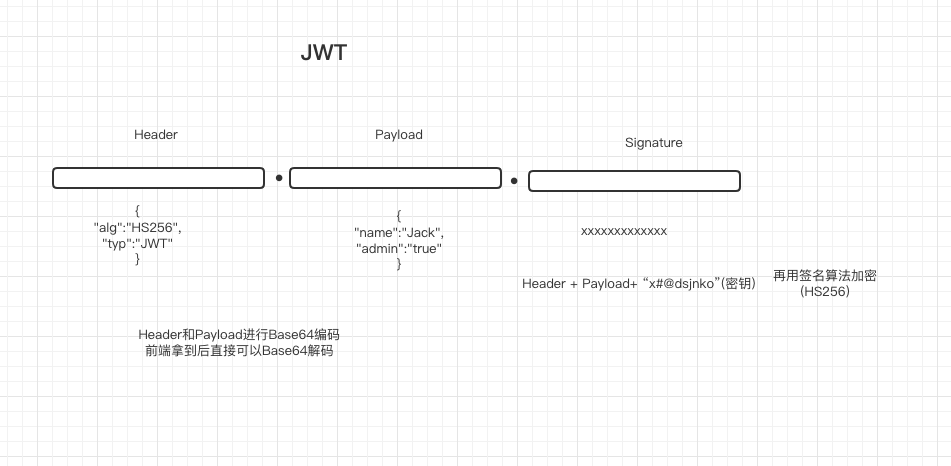 JWT
Header
Payload
Signature
{
"alg":"HS256",
"typ":"JWT"
}
{
"name":"Jack",
"admin":"true"
}
xxxxxxxxxxxxx
Header + Payload+ “x#@dsjnko”(密钥)
再用签名算法加密
(HS256)
Header和Payload进行Base64编码
前端拿到后直接可以Base64解码